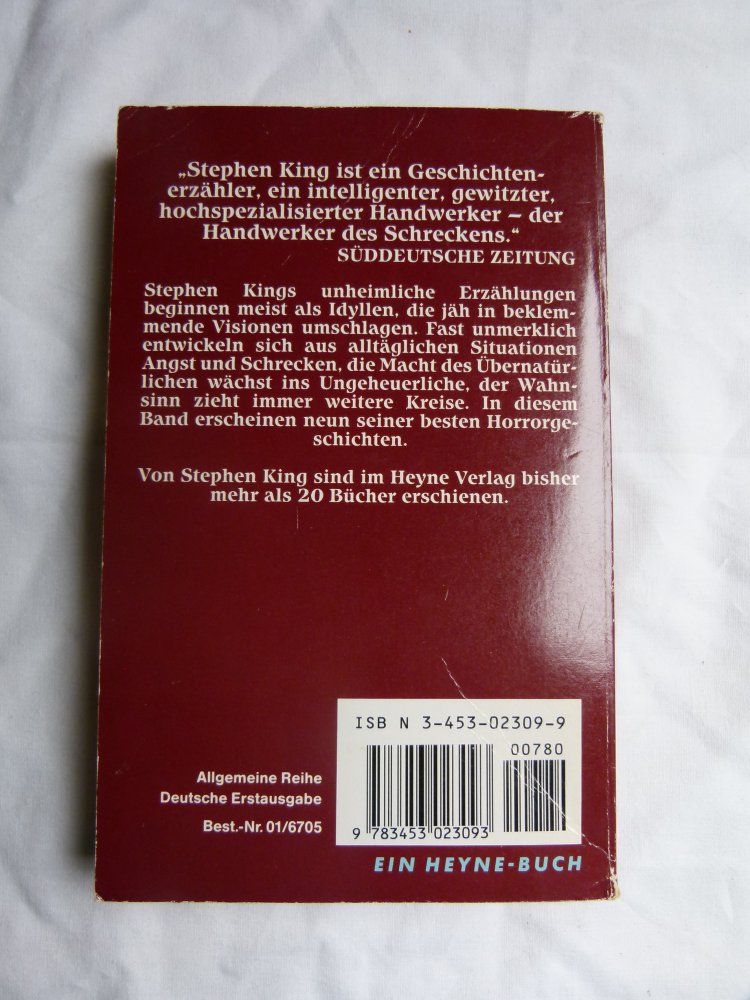 „Stephen King ist ein Geschichten-
erzähler, ein intelligenter, gewitzter,
hochspezialisierter Handwerker – der
Handwerker des Schreckens.“
SÜDDEUTSCHE ZEITUNG
Stephen Kings unheimliche Erzählungen
beginnen meist als Idyllen, die jäh in beklem-
mende Visionen umschlagen. Fast unmerklich
entwickeln sich aus alltäglichen Situationen
Angst und Schrecken, die Macht des Übernatür-
lichen wächst ins Ungeheuerliche, der Wahn-
sinn zieht immer weitere Kreise. In diesem
Band erscheinen neun seiner besten Horrorge-
schichten.
Von Stephen King sind im Heyne Verlag bisher
mehr als 20 Bücher erschienen.
ISB N 3-453-02309-9
00780
Allgemeine Reihe
Deutsche Erstausgabe
Best.-Nr. 01/6705
9 783453 023093
EIN HEYNE-BUCH